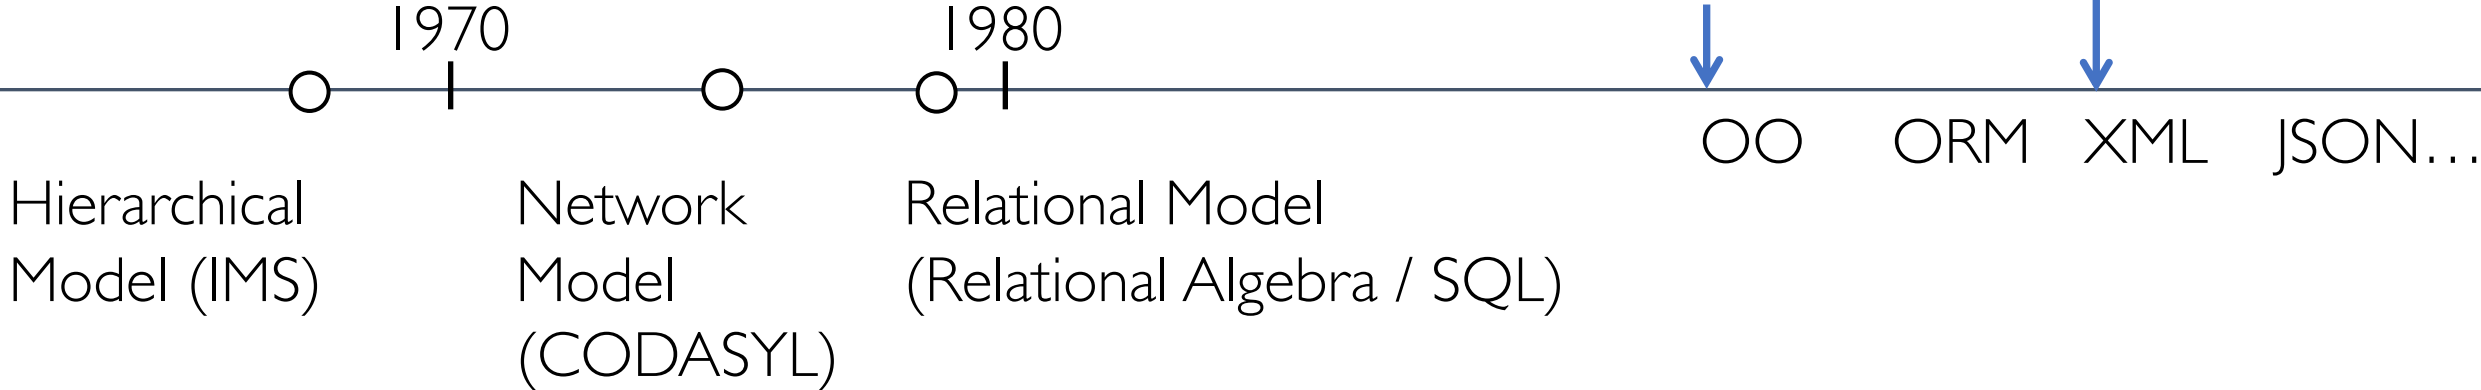 1970
1980
OO ORM XML JSON...
Hierarchical
Model (IMS)
Network
Model
(CODASYL)
Relational Model
(Relational Algebra / SQL)